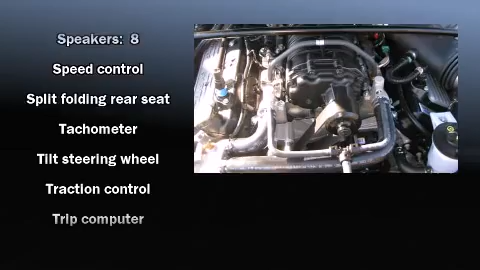 Speakers: 8
Speed control
Split folding rear seat
Tachometer
Tilt steering wheel
Traction control
Trip computer